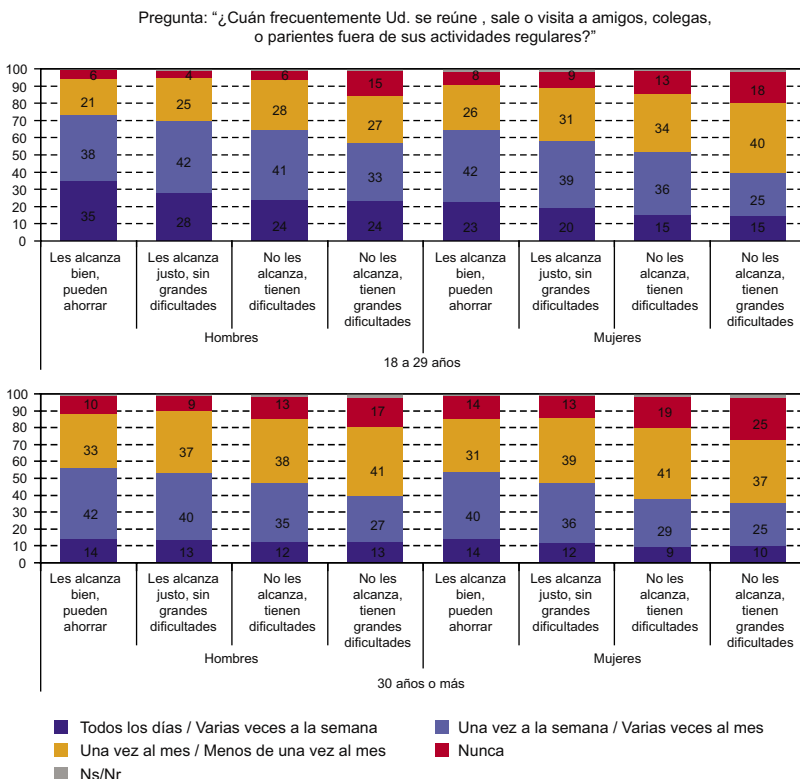 Pregunta: “¿Cuán frecuentemente Ud. se reúne , sale o visita a amigos, colegas,
o parientes fuera de sus actividades regulares?”
100
90
80
70
60
50
40
30
20
10
0
6 4 6 15 8 9 13 18
21 25 28 27 26 31 34 40
38 42 41 33 42 39 36 25
35 28 24 24 23 20 15 15
Les alcanza Les alcanza No les No les Les alcanza Les alcanza No les No les
bien, justo, sin alcanza, alcanza, bien, justo, sin alcanza, alcanza,
pueden grandes tienen tienen pueden grandes tienen tienen
ahorrar dificultades dificultades grandes ahorrar dificultades dificultades grandes
dificultades dificultades
Hombres Mujeres
18 a 29 años
100
90
80
70
60
50
40
30
20
10
0
10 9 13 17 14 13 19 25
33 37 38 41 31 39 41 37
42 40 35 27 40 36 29 25
14 13 12 13 14 12 9 10
Les alcanza Les alcanza No les No les Les alcanza Les alcanza No les No les
bien, justo, sin alcanza, alcanza, bien, justo, sin alcanza, alcanza,
pueden grandes tienen tienen pueden grandes tienen tienen
ahorrar dificultades dificultades grandes ahorrar dificultades dificultades grandes
dificultades dificultades
Hombres Mujeres
30 años o más
Todos los días / Varias veces a la semana Una vez a la semana / Varias veces al mes
Una vez al mes / Menos de una vez al mes Nunca
Ns/Nr